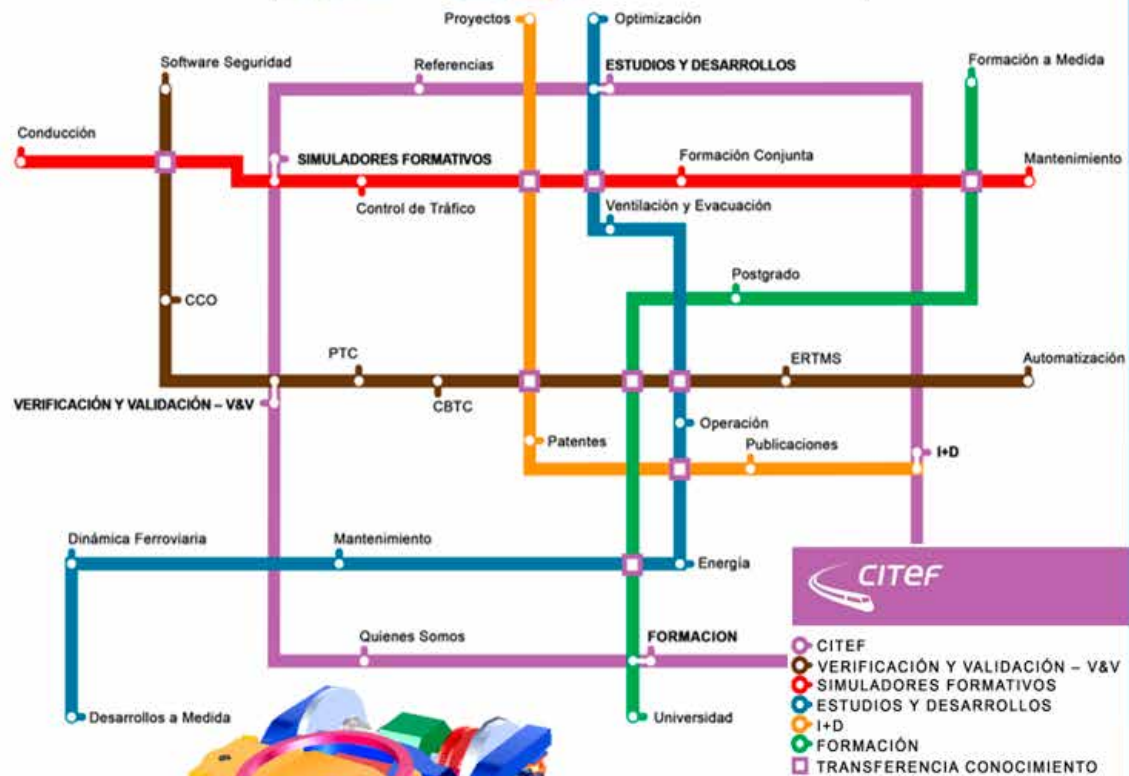 Proyectos
Optimización
Software Seguridad
Referencias
ESTUDIOS Y DESARROLLOS
Formación a Medida
Conducción
SIMULADORES FORMATIVOS
Formación Conjunta
Mantenimiento
Control de Tráfico
Ventilación y Evacuación
Postgrado
CCO
PTC
ERTMS
Automatización
VERIFICACIÓN Y VALIDACIÓN – V&V
CBTC
Operación
Patentes
Publicaciones
I+D
Dinámica Ferroviaria
Mantenimiento
Energía
CITEF
Quienes Somos
FORMACION
CITEF
VERIFICACIÓN Y VALIDACIÓN – V&V
SIMULADORES FORMATIVOS
ESTUDIOS Y DESARROLLOS
Desarrollos a Medida
Universidad
I+D
FORMACIÓN
TRANSFERENCIA CONOCIMIENTO